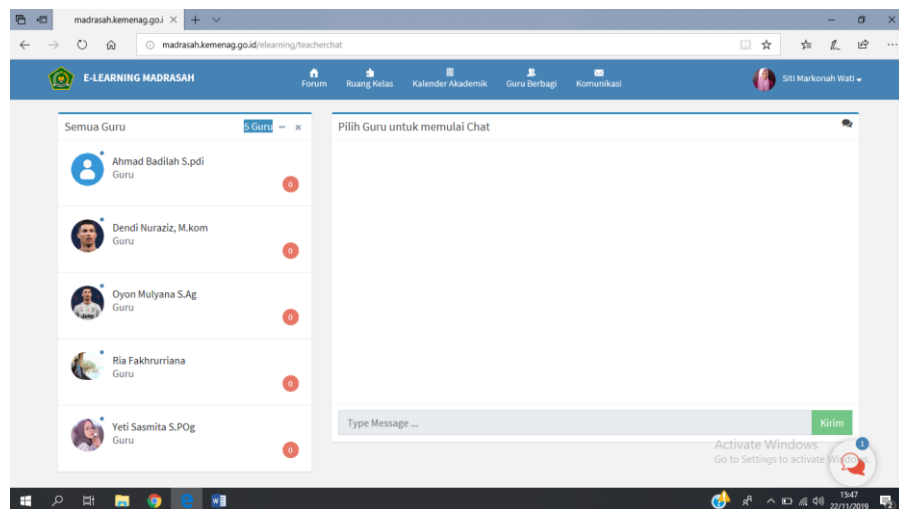 madrasah.kemenag.go.i
madrasah.kemenag.go.id/elearning/teacherchat
E-LEARNING MADRASAH
Forum
Ruang Kelas
Kalender Akademik
Guru Berbagi
Komunikasi
Siti Markonah Wati
Semua Guru
5 Guru
Pilih Guru untuk memulai Chat
Ahmad Badilah S.pdi
Guru
0
Dendi Nuraziz, M.kom
Guru
0
Oyon Mulyana S.Ag
Guru
0
Ria Fakhrurriana
Guru
0
Yeti Sasmita S.POg
Guru
0
Type Message ...
Kirim
Activate Windows
Go to Settings to activate Windows.
1
15:47
22/11/2019
2